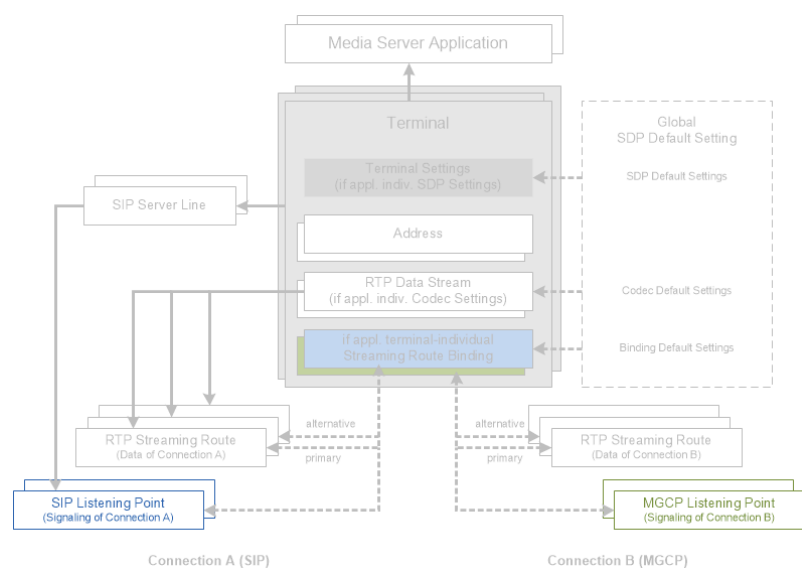 Media Server Application
Terminal
Global
SDP Default Setting
Terminal Settings
(if appl. indiv. SDP Settings)
SDP Default Settings
SIP Server Line
Address
RTP Data Stream
(if appl. indiv. Codec Settings)
Codec Default Settings
if appl. terminal-individual
Streaming Route Binding
Binding Default Settings
alternative
alternative
RTP Streaming Route
(Data of Connection A)
primary
primary
RTP Streaming Route
(Data of Connection B)
SIP Listening Point
(Signaling of Connection A)
MGCP Listening Point
(Signaling of Connection B)
Connection A (SIP)
Connection B (MGCP)